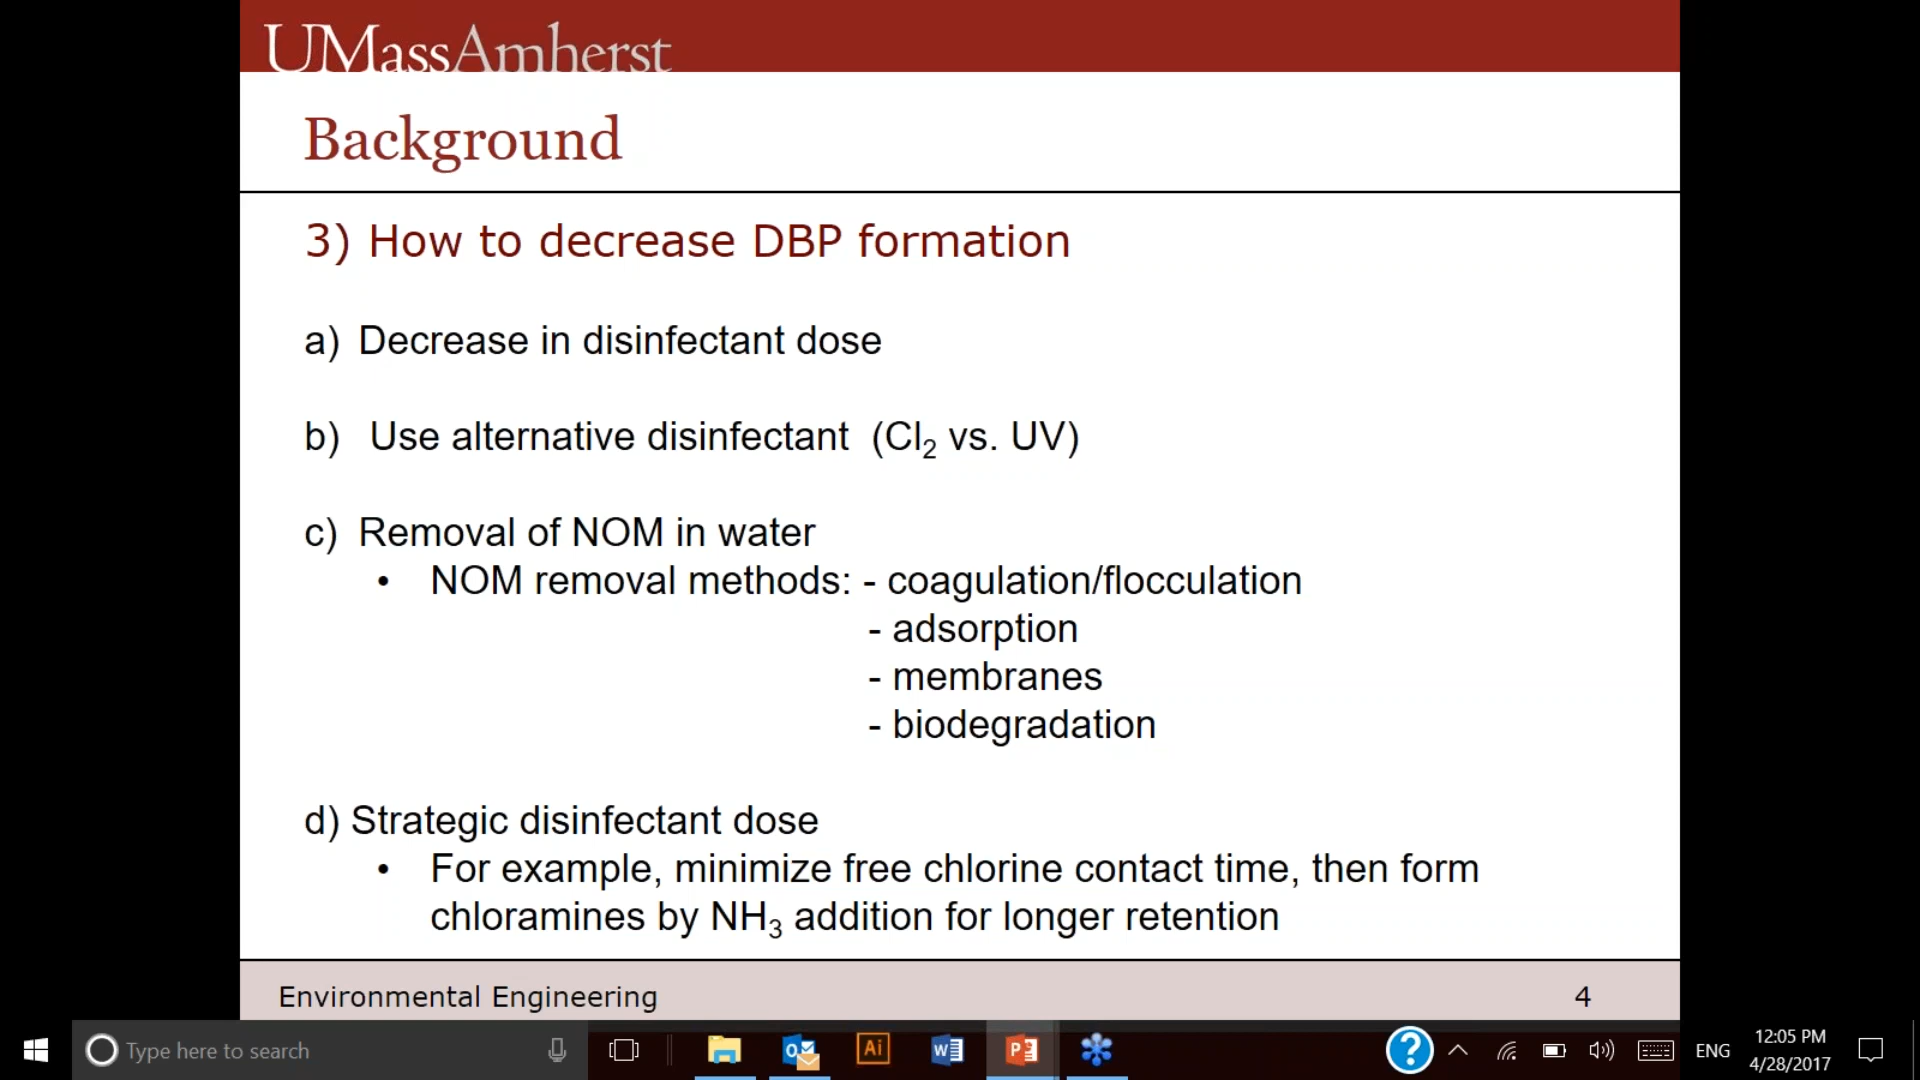 UMassAmherst
Background
3) How to decrease DBP formation
a) Decrease in disinfectant dose
b) Use alternative disinfectant (Cl₂ vs. UV)
c) Removal of NOM in water
• NOM removal methods: - coagulation/flocculation
- adsorption
- membranes
- biodegradation
d) Strategic disinfectant dose
• For example, minimize free chlorine contact time, then form
chloramines by NH₃ addition for longer retention
Environmental Engineering 4
Type here to search
Ai
ENG
12:05 PM
4/28/2017